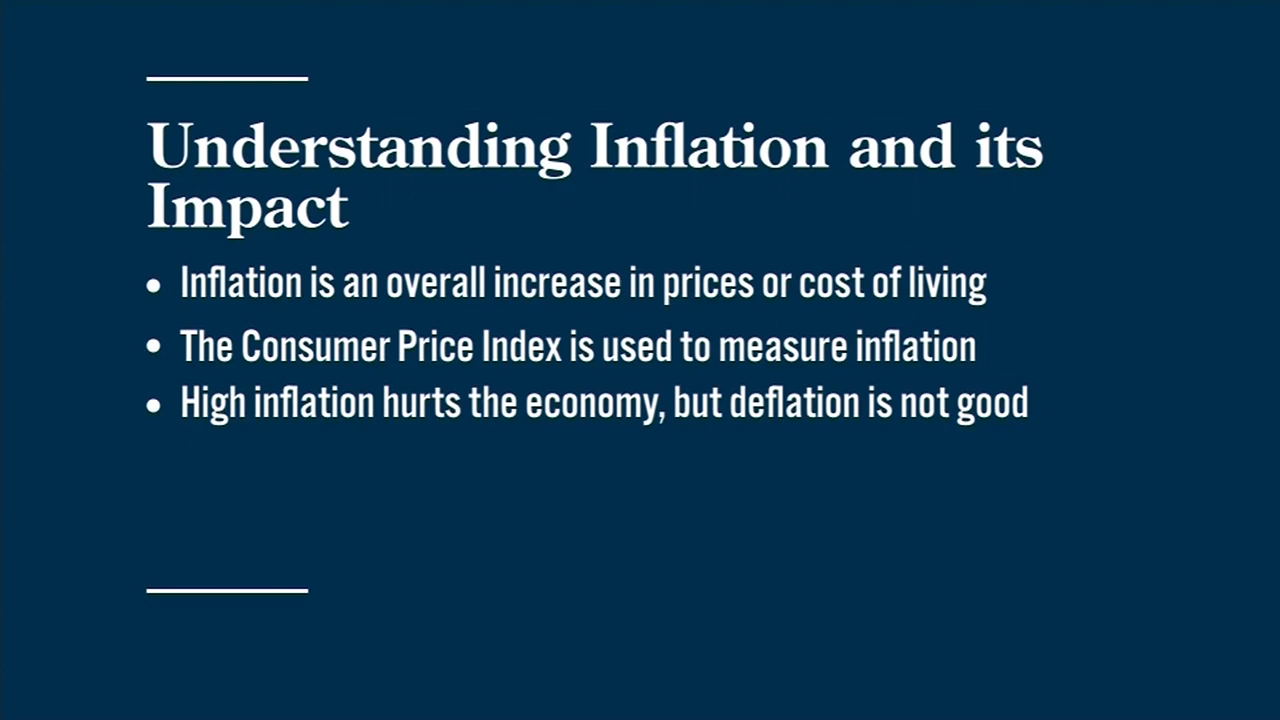 Understanding Inflation and its
Impact
• Inflation is an overall increase in prices or cost of living
• The Consumer Price Index is used to measure inflation
• High inflation hurts the economy, but deflation is not good